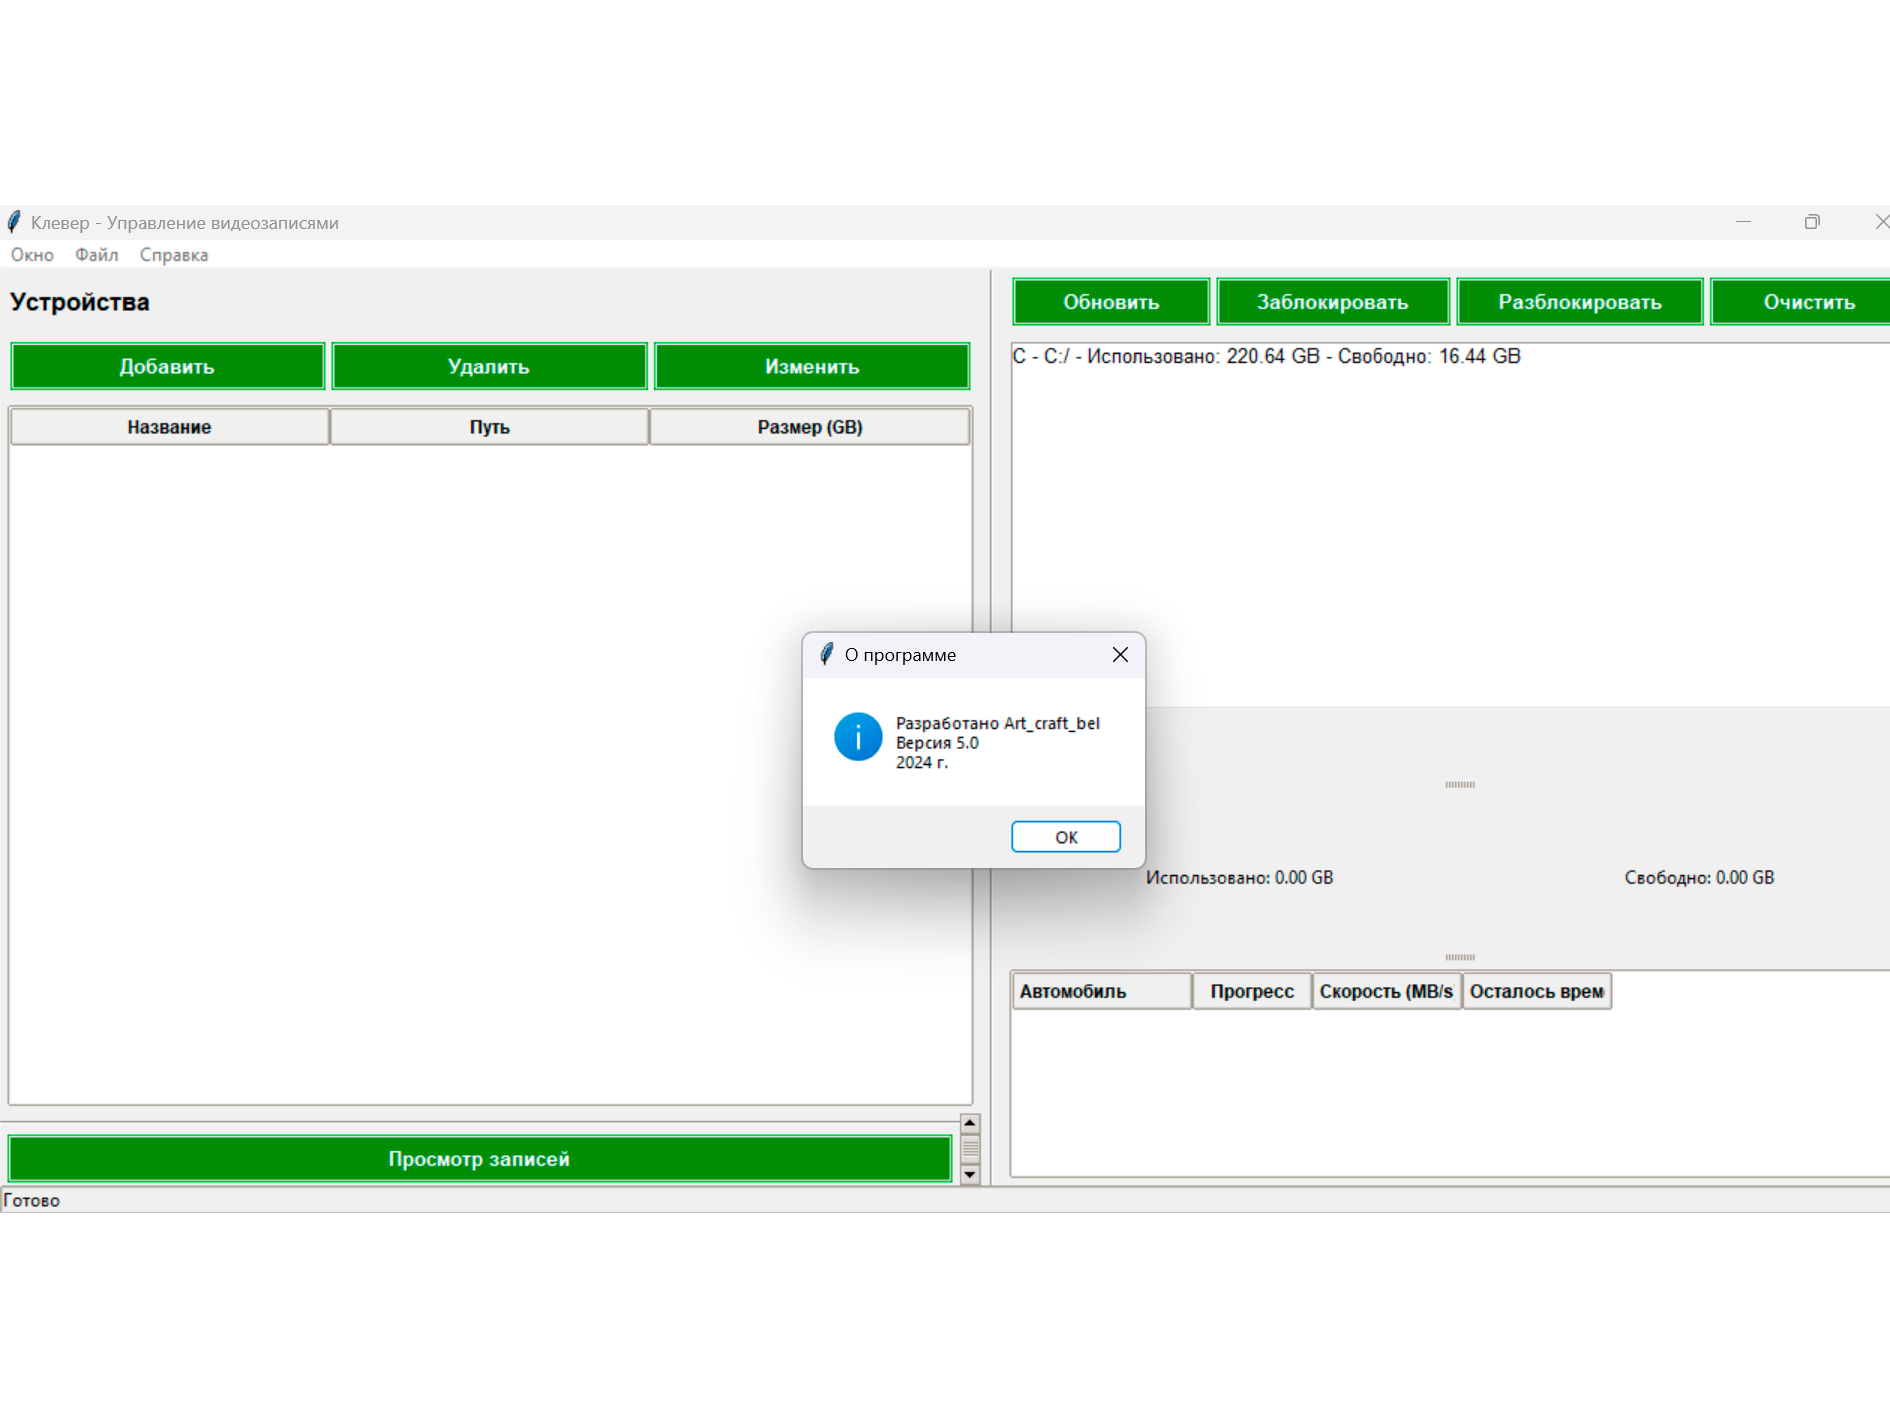 Клевер - Управление видеозаписями
Окно Файл Справка
Устройства
Добавить Удалить Изменить
Название Путь Размер (GB)
Просмотр записей
Готово
Обновить Заблокировать Разблокировать Очистить
C - C:/ - Использовано: 220.64 GB - Свободно: 16.44 GB
О программе
Разработано Art_craft_bel
Версия 5.0
2024 г.
OK
Использовано: 0.00 GB Свободно: 0.00 GB
Автомобиль Прогресс Скорость (MB/s Осталось врем